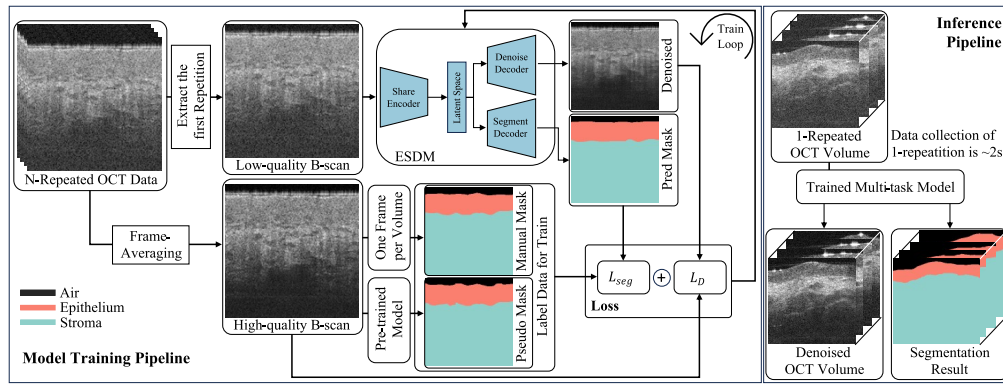 N-Repeated OCT Data
Extract the
first Repetition
Low-quality B-scan
Share
Encoder
Latent Space
Denoise
Decoder
Segment
Decoder
ESDM
Denoised
Pred Mask
Train
Loop
Frame-
Averaging
High-quality B-scan
One Frame
per Volume
Manual Mask
Pre-trained
Model
Pseudo Mask
Label Data for Train
L_seg
+
L_D
Loss
Air
Epithelium
Stroma
Model Training Pipeline
Inference
Pipeline
1-Repeated
OCT Volume
Data collection of
1-repeatition is ~2s
Trained Multi-task Model
Denoised
OCT Volume
Segmentation
Result